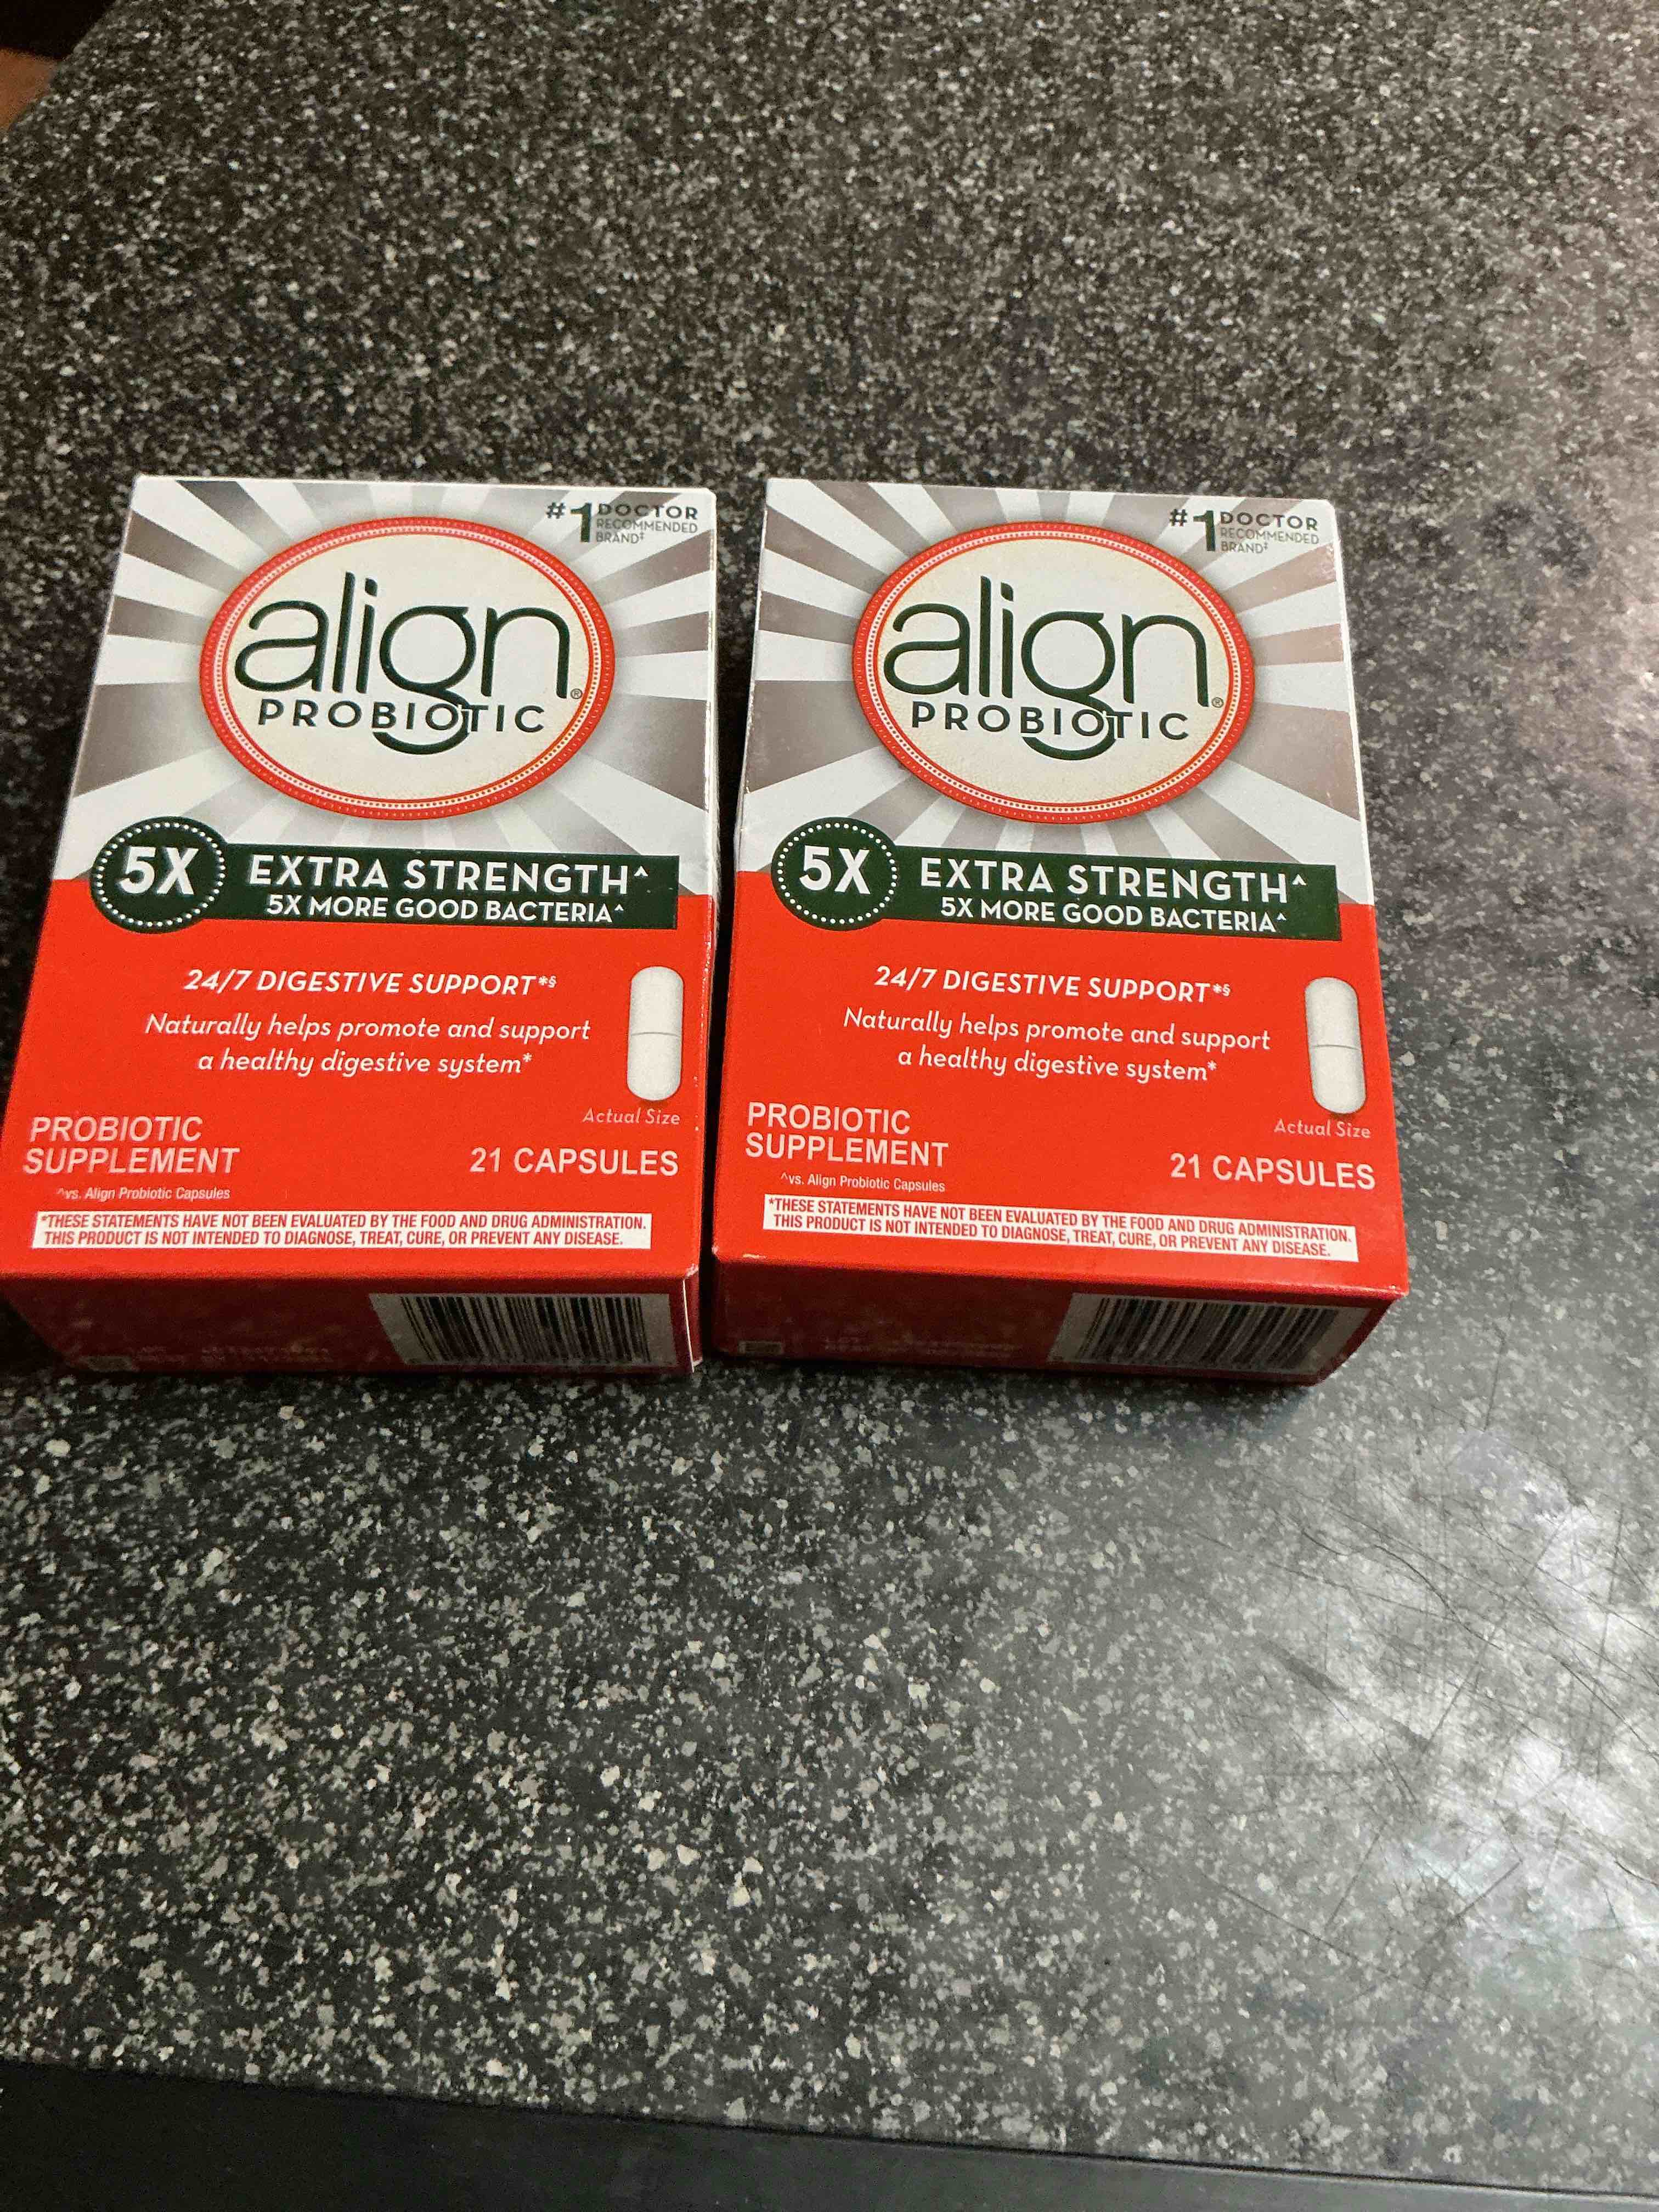 #1 DOCTOR
RECOMMENDED
BRAND‡
align®
PROBIOTIC
5X
EXTRA STRENGTH^
5X MORE GOOD BACTERIA^
24/7 DIGESTIVE SUPPORT*§
Naturally helps promote and support
a healthy digestive system*
Actual Size
PROBIOTIC
SUPPLEMENT
21 CAPSULES
^vs. Align Probiotic Capsules
*THESE STATEMENTS HAVE NOT BEEN EVALUATED BY THE FOOD AND DRUG ADMINISTRATION.
THIS PRODUCT IS NOT INTENDED TO DIAGNOSE, TREAT, CURE, OR PREVENT ANY DISEASE.
#1 DOCTOR
RECOMMENDED
BRAND‡
align®
PROBIOTIC
5X
EXTRA STRENGTH^
5X MORE GOOD BACTERIA^
24/7 DIGESTIVE SUPPORT*§
Naturally helps promote and support
a healthy digestive system*
Actual Size
PROBIOTIC
SUPPLEMENT
21 CAPSULES
^vs. Align Probiotic Capsules
*THESE STATEMENTS HAVE NOT BEEN EVALUATED BY THE FOOD AND DRUG ADMINISTRATION.
THIS PRODUCT IS NOT INTENDED TO DIAGNOSE, TREAT, CURE, OR PREVENT ANY DISEASE.